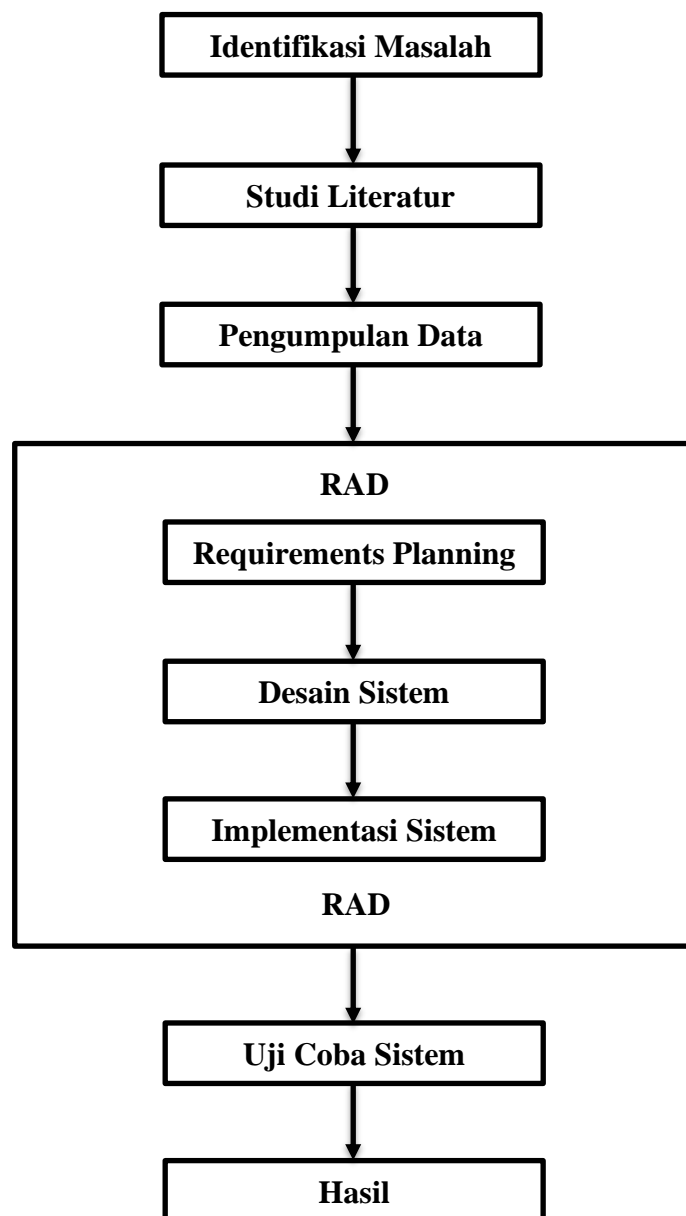 Identifikasi Masalah
Studi Literatur
Pengumpulan Data
RAD
Requirements Planning
Desain Sistem
Implementasi Sistem
RAD
Uji Coba Sistem
Hasil